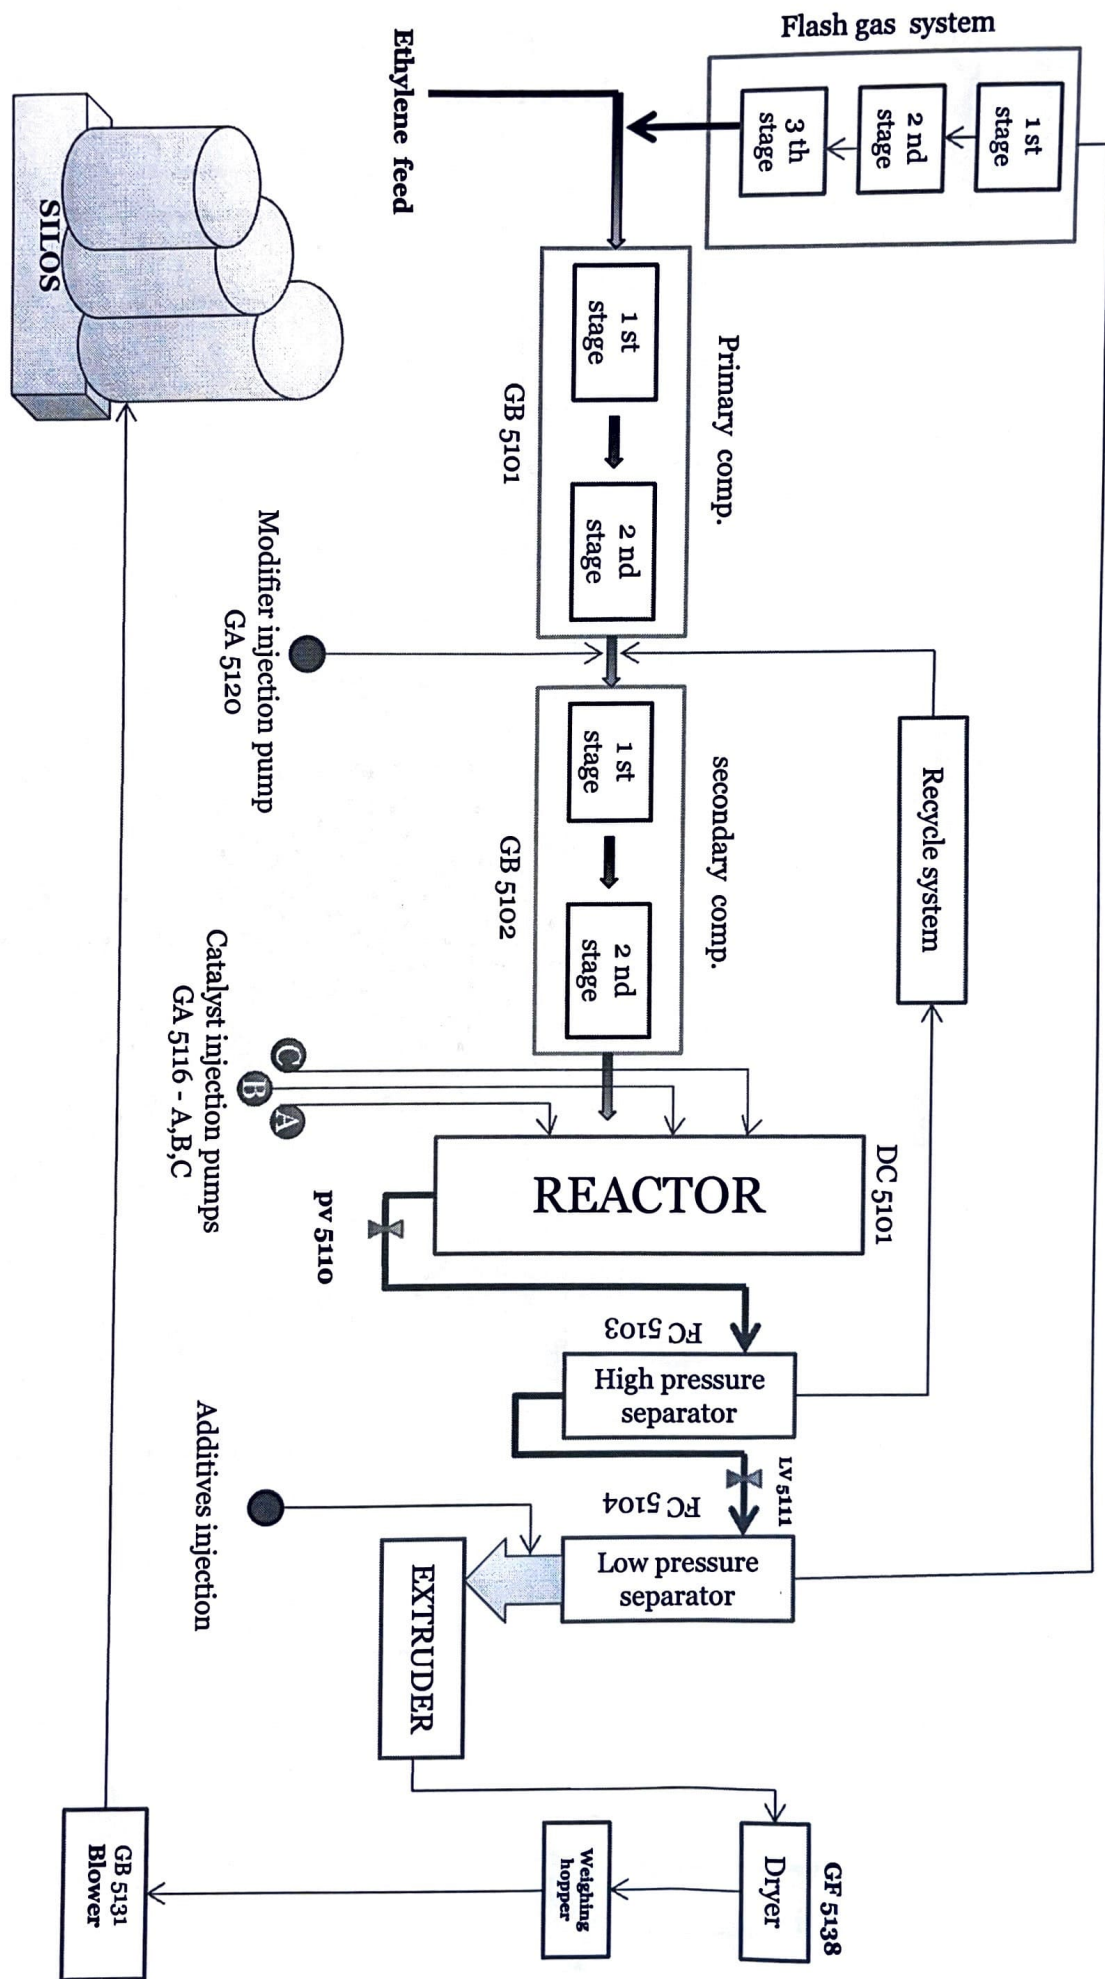 Flash gas system
1 st
stage
2 nd
stage
3 th
stage
Ethylene feed
Primary comp.
1 st
stage
2 nd
stage
GB 5101
Modifier injection pump
GA 5120
Recycle system
secondary comp.
1 st
stage
2 nd
stage
GB 5102
Catalyst injection pumps
GA 5116 - A,B,C
C
B
A
DC 5101
REACTOR
pv 5110
FC 5103
High pressure
separator
LV 5111
FC 5104
Low pressure
separator
Additives injection
EXTRUDER
GF 5138
Dryer
Weighing
hopper
GB 5131
Blower
SILOS